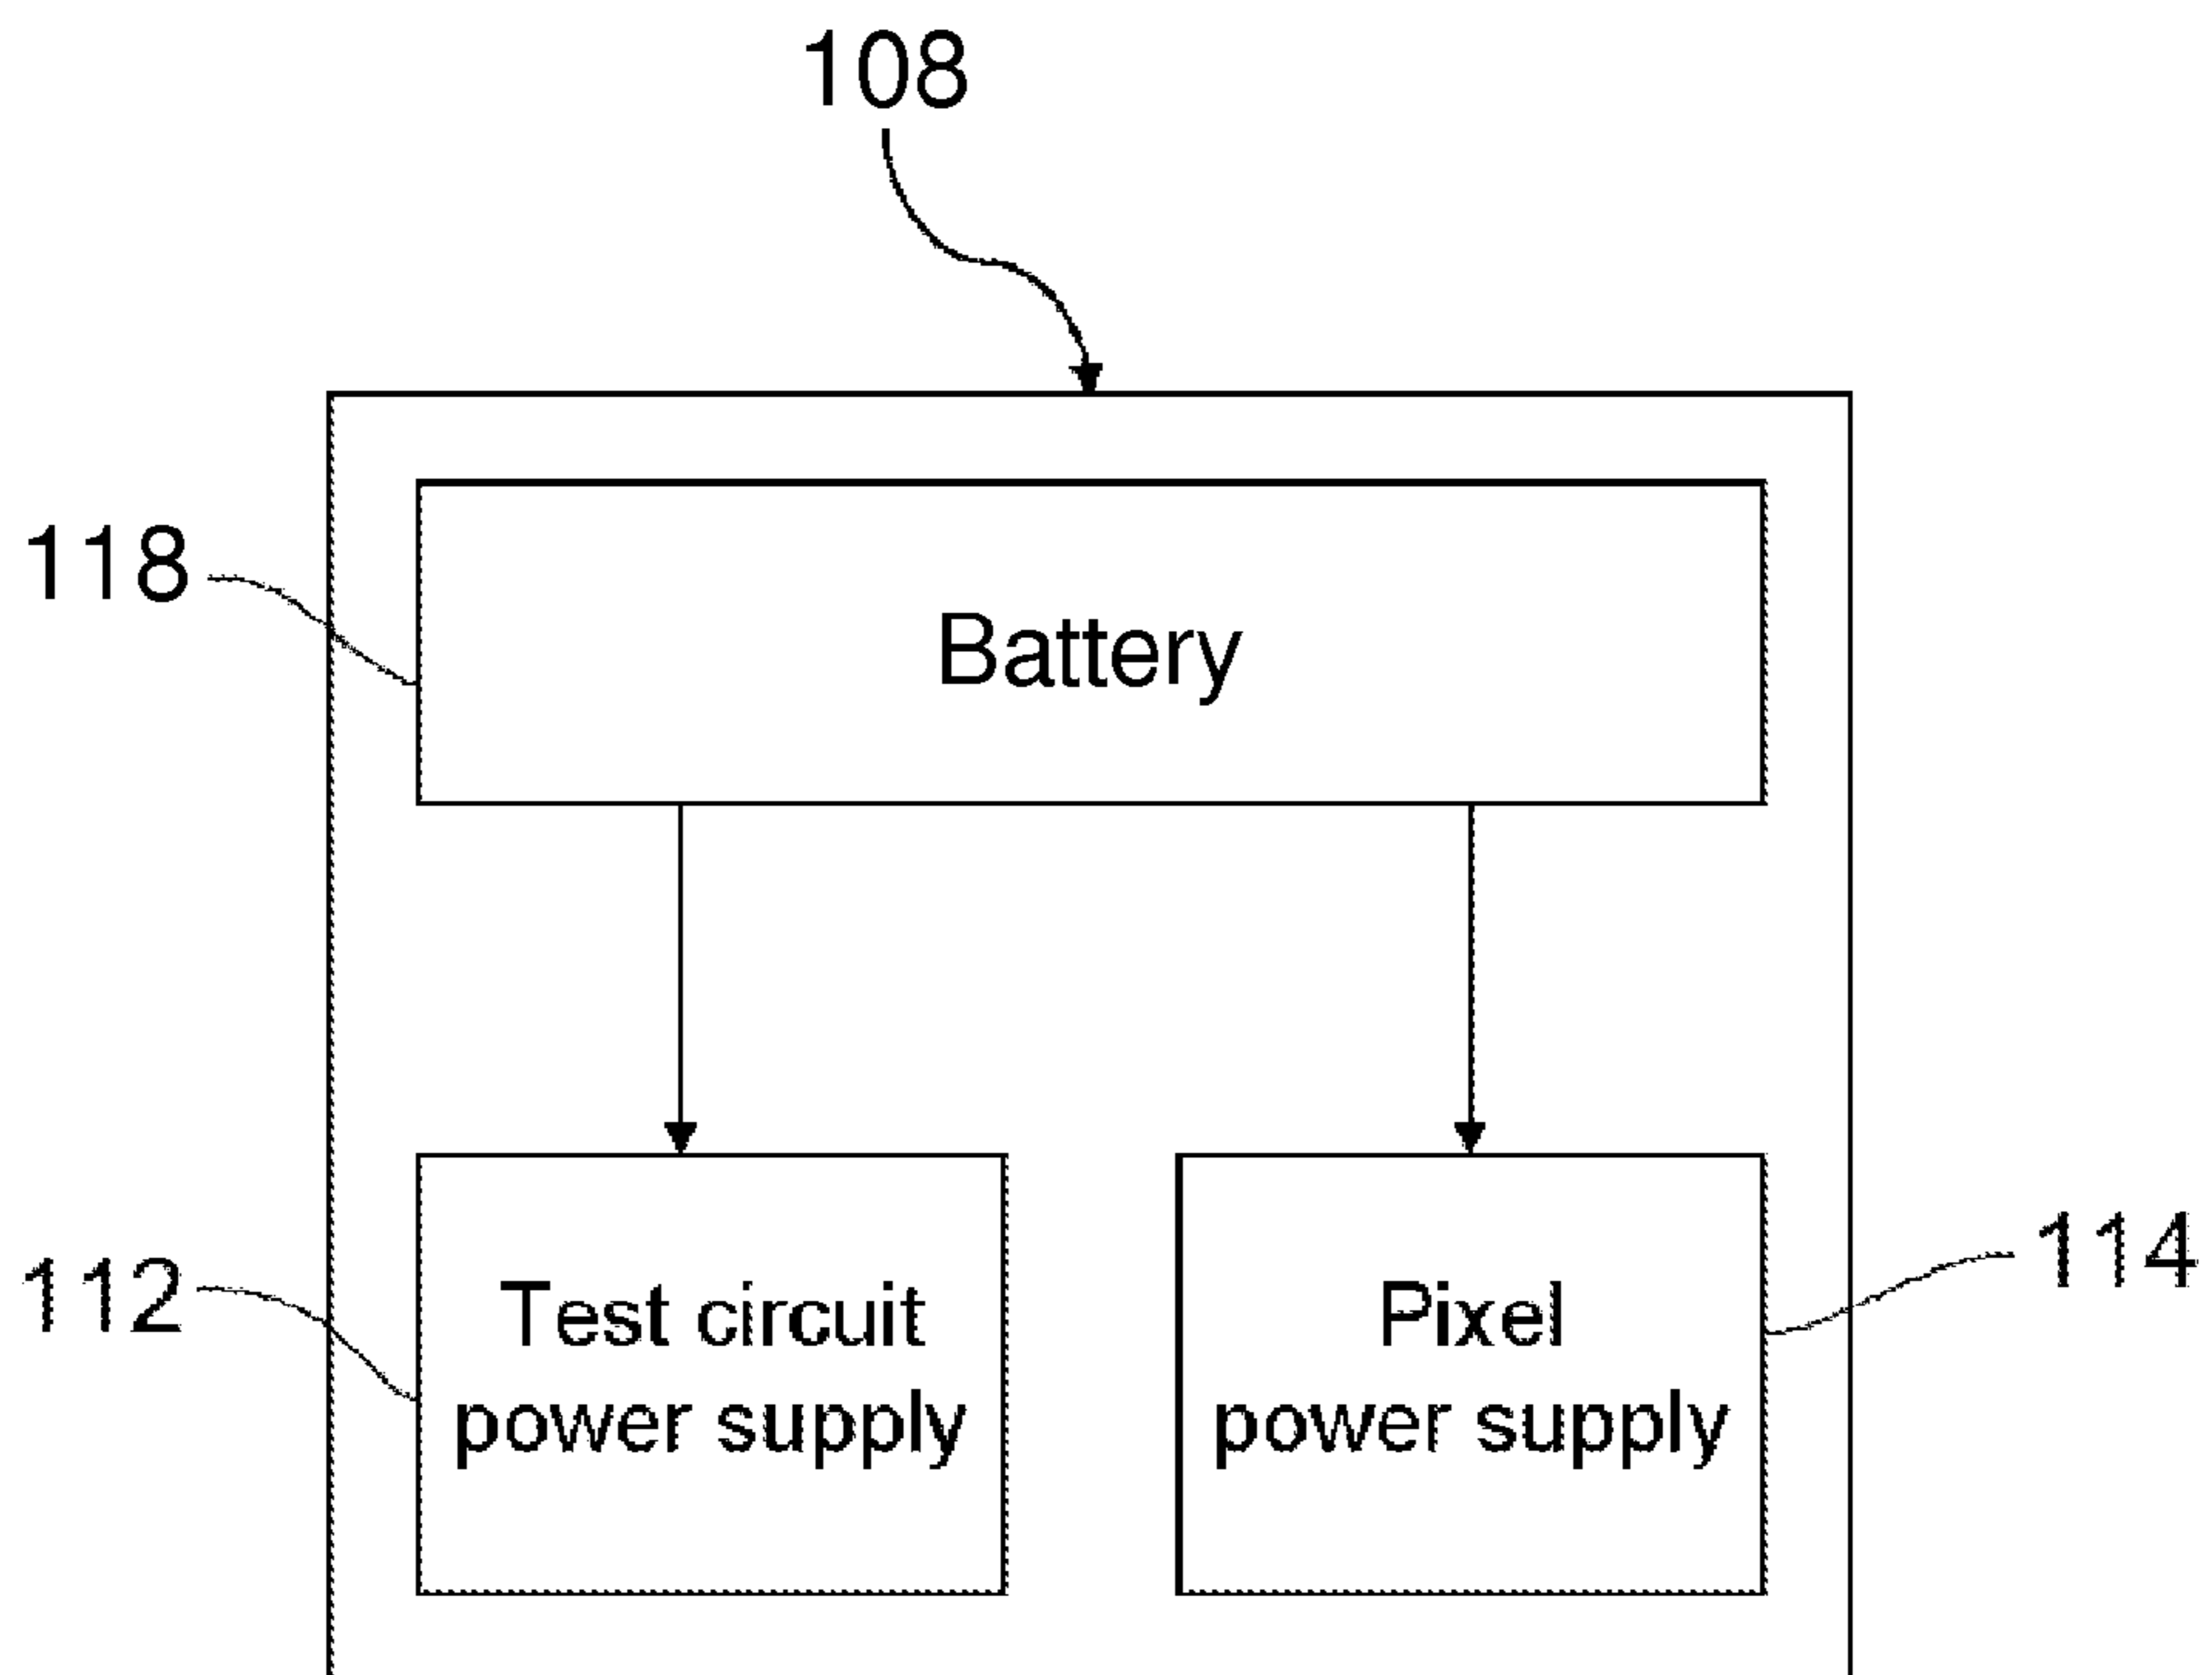 108
118
Battery
112
Test circuit
power supply
Pixel
power supply
114